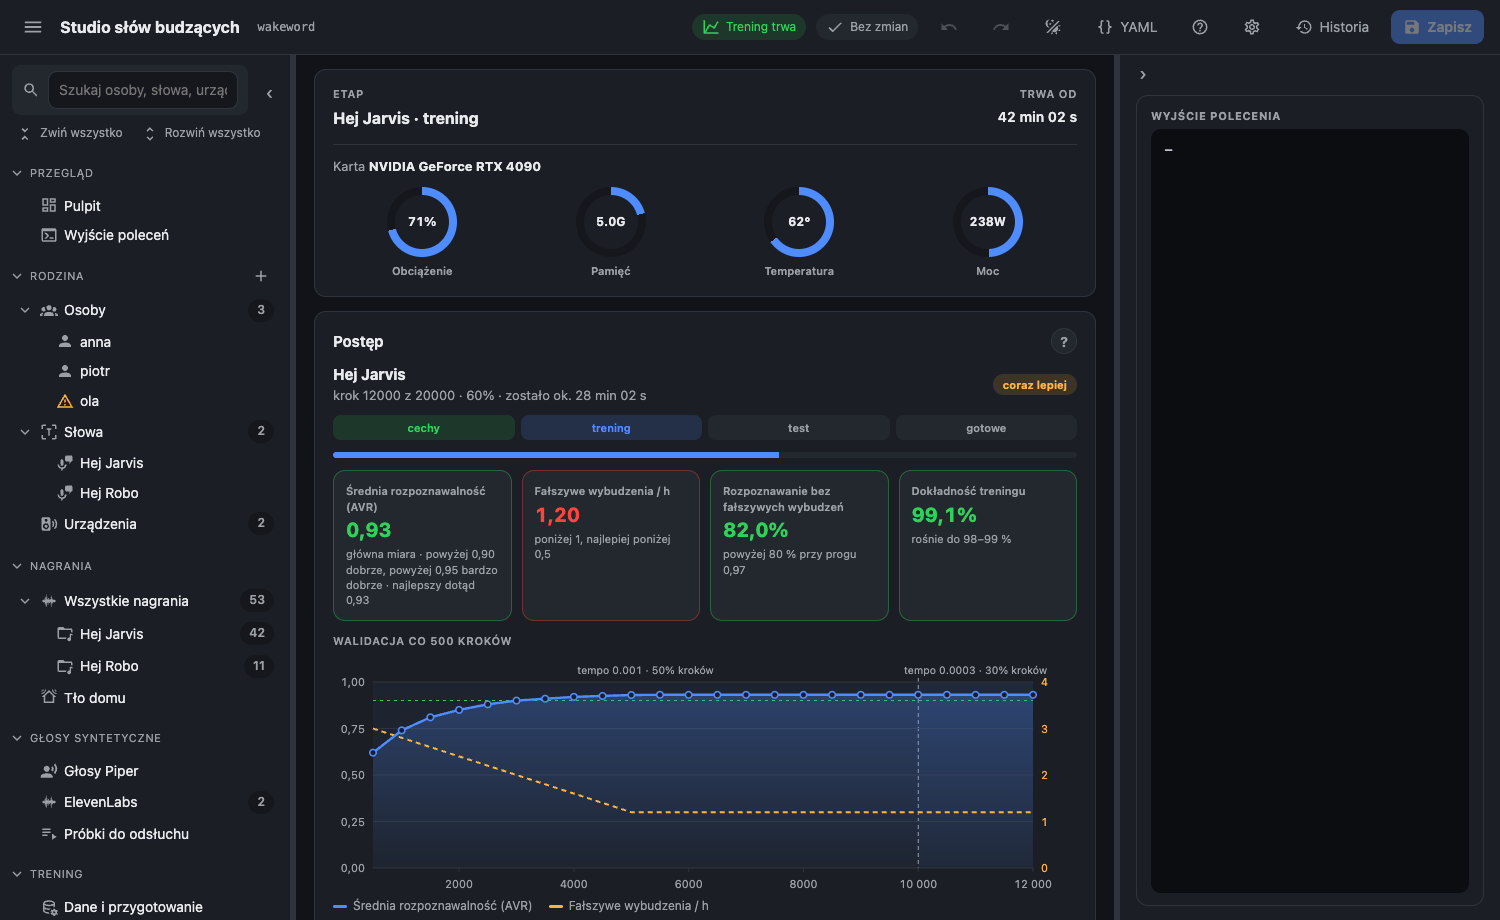 Studio słów budzących
wakeword
Trening trwa
Bez zmian
{} YAML
Historia
Zapisz
Szukaj osoby, słowa, urząd
Zwiń wszystko
Rozwiń wszystko
PRZEGLĄD
Pulpit
Wyjście poleceń
RODZINA
Osoby 3
anna
piotr
ola
Słowa 2
Hej Jarvis
Hej Robo
Urządzenia 2
NAGRANIA
Wszystkie nagrania 53
Hej Jarvis 42
Hej Robo 11
Tło domu
GŁOSY SYNTETYCZNE
Głosy Piper
ElevenLabs 2
Próbki do odsłuchu
TRENING
Dane i przygotowanie
ETAP
Hej Jarvis · trening
TRWA OD
42 min 02 s
Karta NVIDIA GeForce RTX 4090
71%
Obciążenie
5.0G
Pamięć
62°
Temperatura
238W
Moc
Postęp
?
Hej Jarvis
krok 12000 z 20000 · 60% · zostało ok. 28 min 02 s
coraz lepiej
cechy
trening
test
gotowe
Średnia rozpoznawalność
(AVR)
0,93
główna miara · powyżej 0,90
dobrze, powyżej 0,95 bardzo
dobrze · najlepszy dotąd
0,93
Fałszywe wybudzenia / h
1,20
poniżej 1, najlepiej poniżej
0,5
Rozpoznawanie bez
fałszywych wybudzeń
82,0%
powyżej 80 % przy progu
0,97
Dokładność treningu
99,1%
rośnie do 98–99 %
WALIDACJA CO 500 KROKÓW
tempo 0.001 · 50% kroków
tempo 0.0003 · 30% kroków
1,00
0,75
0,50
0,25
0,00
4
3
2
1
0
2000
4000
6000
8000
10 000
12 000
Średnia rozpoznawalność (AVR)
Fałszywe wybudzenia / h
WYJŚCIE POLECENIA
–